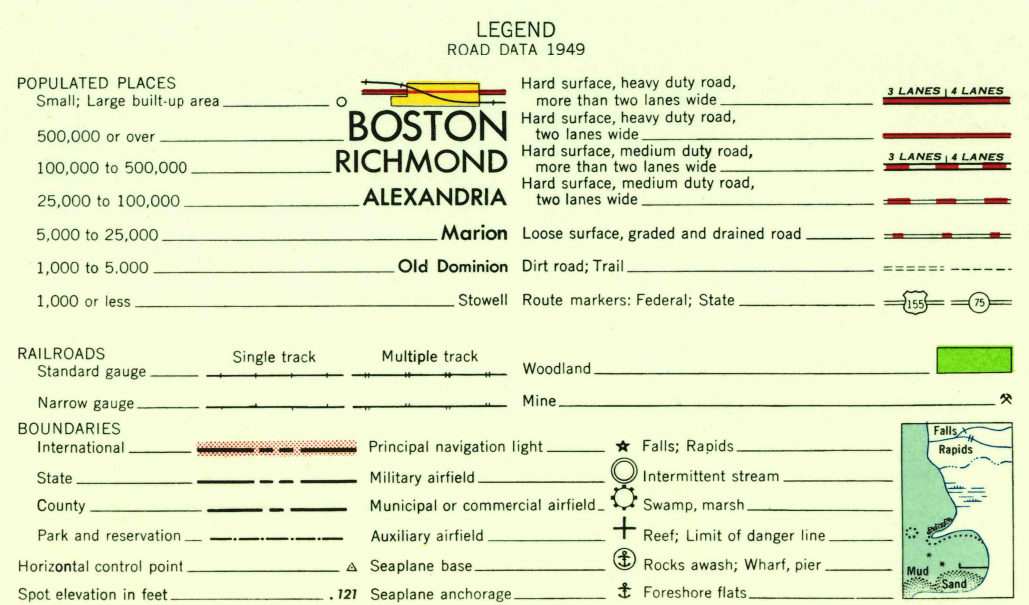 LEGEND
ROAD DATA 1949
POPULATED PLACES
Small; Large built-up area
500,000 or over BOSTON
100,000 to 500,000 RICHMOND
25,000 to 100,000 ALEXANDRIA
5,000 to 25,000 Marion
1,000 to 5.000 Old Dominion
1,000 or less Stowell
Hard surface, heavy duty road,
more than two lanes wide 3 LANES 4 LANES
Hard surface, heavy duty road,
two lanes wide
Hard surface, medium duty road,
more than two lanes wide 3 LANES 4 LANES
Hard surface, medium duty road,
two lanes wide
Loose surface, graded and drained road
Dirt road; Trail
Route markers: Federal; State 155 75
RAILROADS Single track Multiple track
Standard gauge
Narrow gauge
Woodland
Mine
BOUNDARIES
International
State
County
Park and reservation
Horizontal control point
Spot elevation in feet .121
Principal navigation light
Military airfield
Municipal or commercial airfield
Auxiliary airfield
Seaplane base
Seaplane anchorage
Falls; Rapids
Intermittent stream
Swamp, marsh
Reef; Limit of danger line
Rocks awash; Wharf, pier
Foreshore flats
Falls
Rapids
Mud
Sand